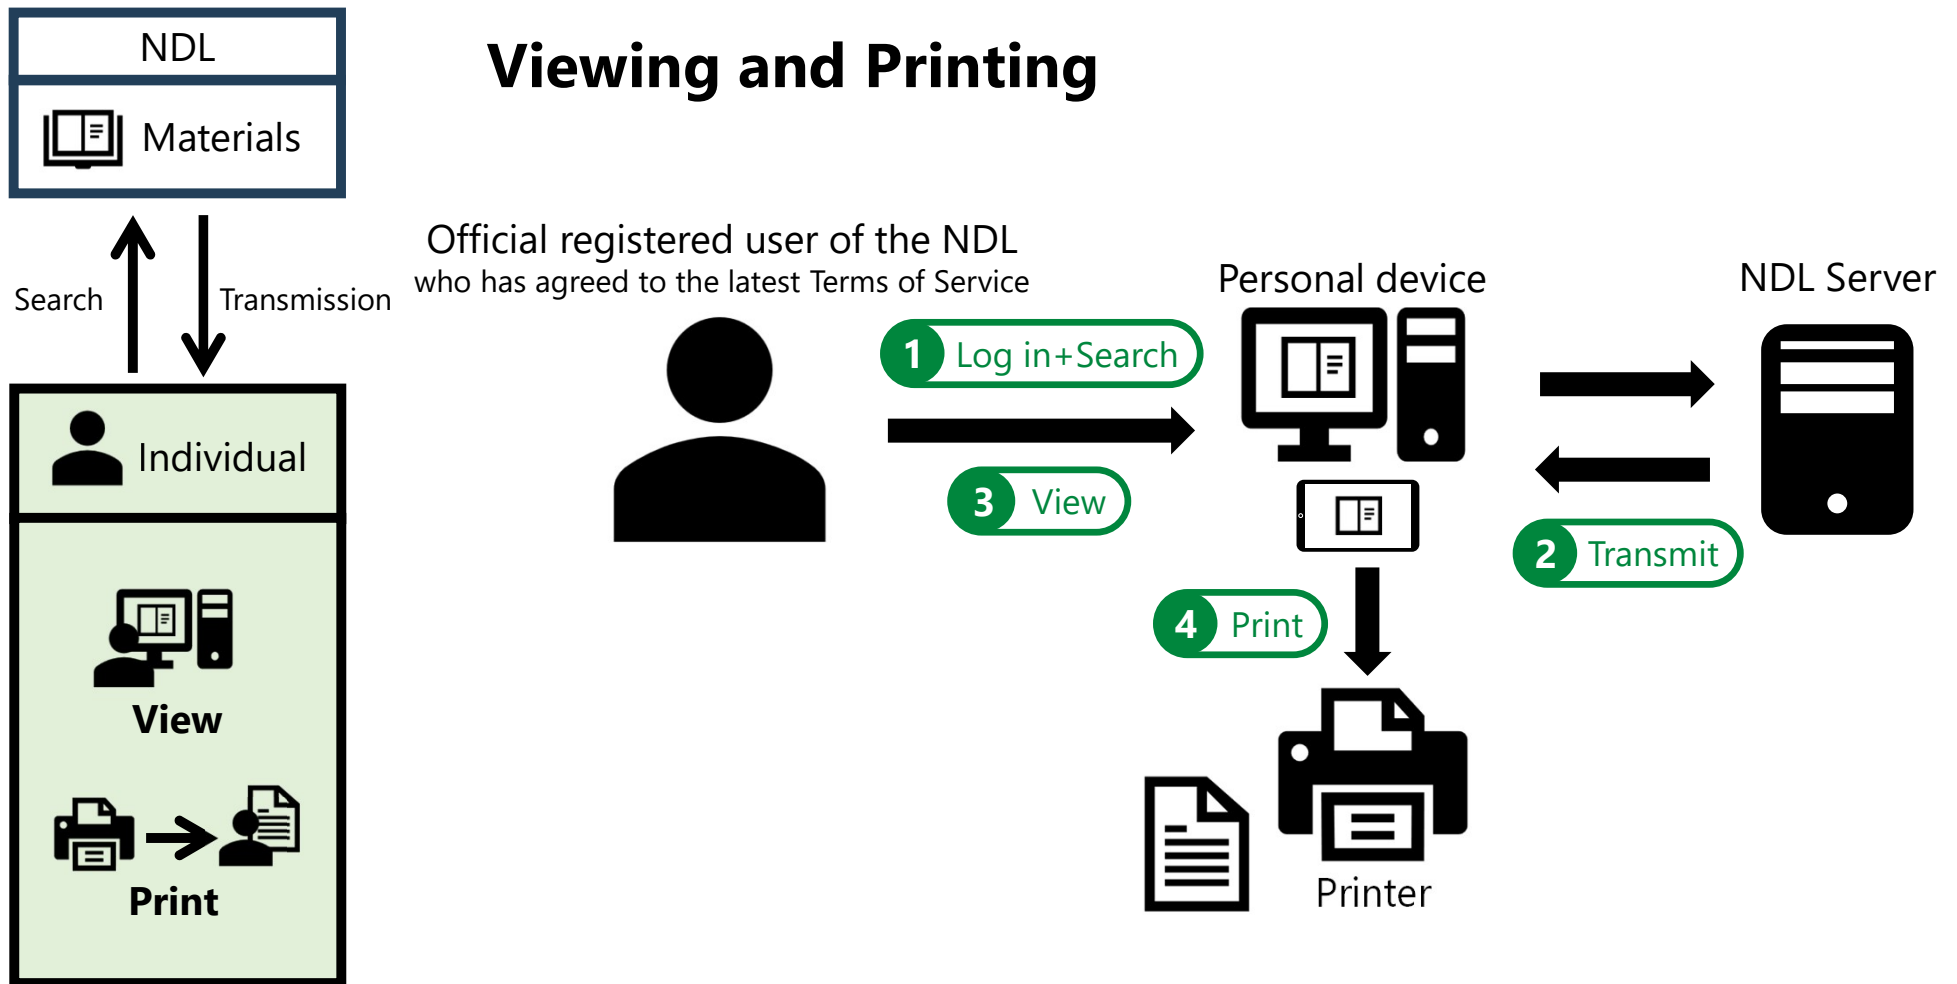 NDL
Materials
Search
Transmission
Individual
View
Print
Viewing and Printing
Official registered user of the NDL
who has agreed to the latest Terms of Service
1 Log in+Search
3 View
Personal device
NDL Server
2 Transmit
4 Print
Printer